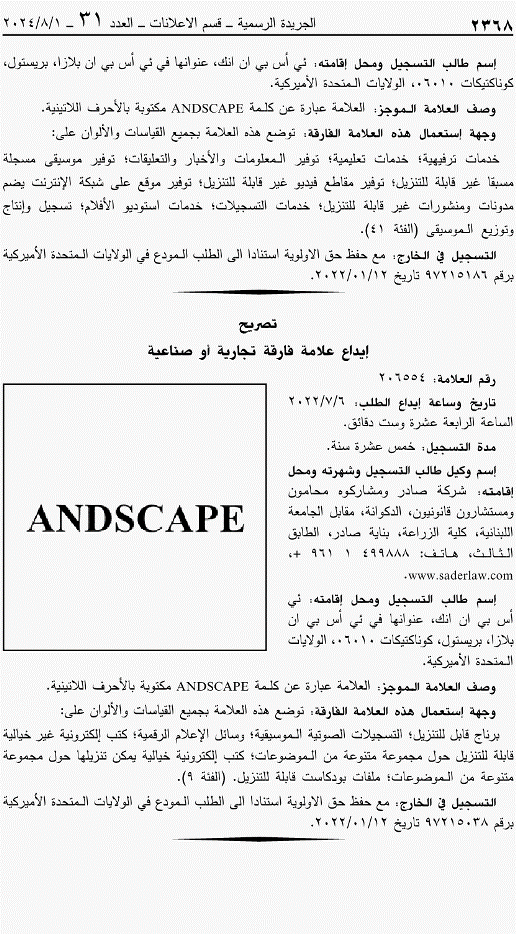 ٢٣٦٨ الجريدة الرسمية ـ قسم الاعلانات ـ العدد ٣١ ـ ٢٠٢٤/٨/١
إسم طالب التسجيل ومحل إقامته: ئي أس بي ان انك، عنوانها في ئي أس بي ان بلازا، بريستول،
كوناكتيكات ٠٦٠١٠، الولايات المتحدة الأميركية.
وصف العلامة الموجز: العلامة عبارة عن كلمة ANDSCAPE مكتوبة بالأحرف اللاتينية.
وجهة إستعمال هذه العلامة الفارقة: توضع هذه العلامة بجميع القياسات والألوان على:
خدمات ترفيهية؛ خدمات تعليمية؛ توفير المعلومات والأخبار والتعليقات؛ توفير موسيقى مسجلة
مسبقا غير قابلة للتنزيل؛ توفير مقاطع فيديو غير قابلة للتنزيل؛ توفير موقع على شبكة الإنترنت يضم
مدونات ومنشورات غير قابلة للتنزيل؛ خدمات التسجيلات؛ خدمات استوديو الأفلام؛ تسجيل وإنتاج
وتوزيع الموسيقى (الفئة ٤١).
التسجيل في الخارج: مع حفظ حق الاولوية استنادا الى الطلب المودع في الولايات المتحدة الأميركية
برقم ٩٧٢١٥١٨٦ تاريخ ٢٠٢٢/٠١/١٢.
تصريح
إيداع علامة فارقة تجارية أو صناعية
رقم العلامة: ٢٠٦٥٥٤
تاريخ وساعة إيداع الطلب: ٢٠٢٢/٧/٦
الساعة الرابعة عشرة وست دقائق.
مدة التسجيل: خمس عشرة سنة.
إسم وكيل طالب التسجيل وشهرته ومحل
إقامته: شركة صادر ومشاركوه محامون
ومستشارون قانونيون، الدكوانة، مقابل الجامعة
اللبنانية، كلية الزراعة، بناية صادر، الطابق
الثالث، هاتف: ٤٩٩٨٨٨ ١ ٩٦١ +،
www.saderlaw.com.
إسم طالب التسجيل ومحل إقامته: ئي
أس بي ان انك، عنوانها في ئي أس بي ان
بلازا، بريستول، كوناكتيكات ٠٦٠١٠، الولايات
المتحدة الأميركية.
ANDSCAPE
وصف العلامة الموجز: العلامة عبارة عن كلمة ANDSCAPE مكتوبة بالأحرف اللاتينية.
وجهة إستعمال هذه العلامة الفارقة: توضع هذه العلامة بجميع القياسات والألوان على:
برناج قابل للتنزيل؛ التسجيلات الصوتية الموسيقية؛ وسائل الإعلام الرقمية؛ كتب إلكترونية غير خيالية
قابلة للتنزيل حول مجموعة متنوعة من الموضوعات؛ كتب إلكترونية خيالية يمكن تنزيلها حول مجموعة
متنوعة من الموضوعات؛ ملفات بودكاست قابلة للتنزيل. (الفئة ٩).
التسجيل في الخارج: مع حفظ حق الاولوية استنادا الى الطلب المودع في الولايات المتحدة الأميركية
برقم ٩٧٢١٥٠٣٨ تاريخ ٢٠٢٢/٠١/١٢.